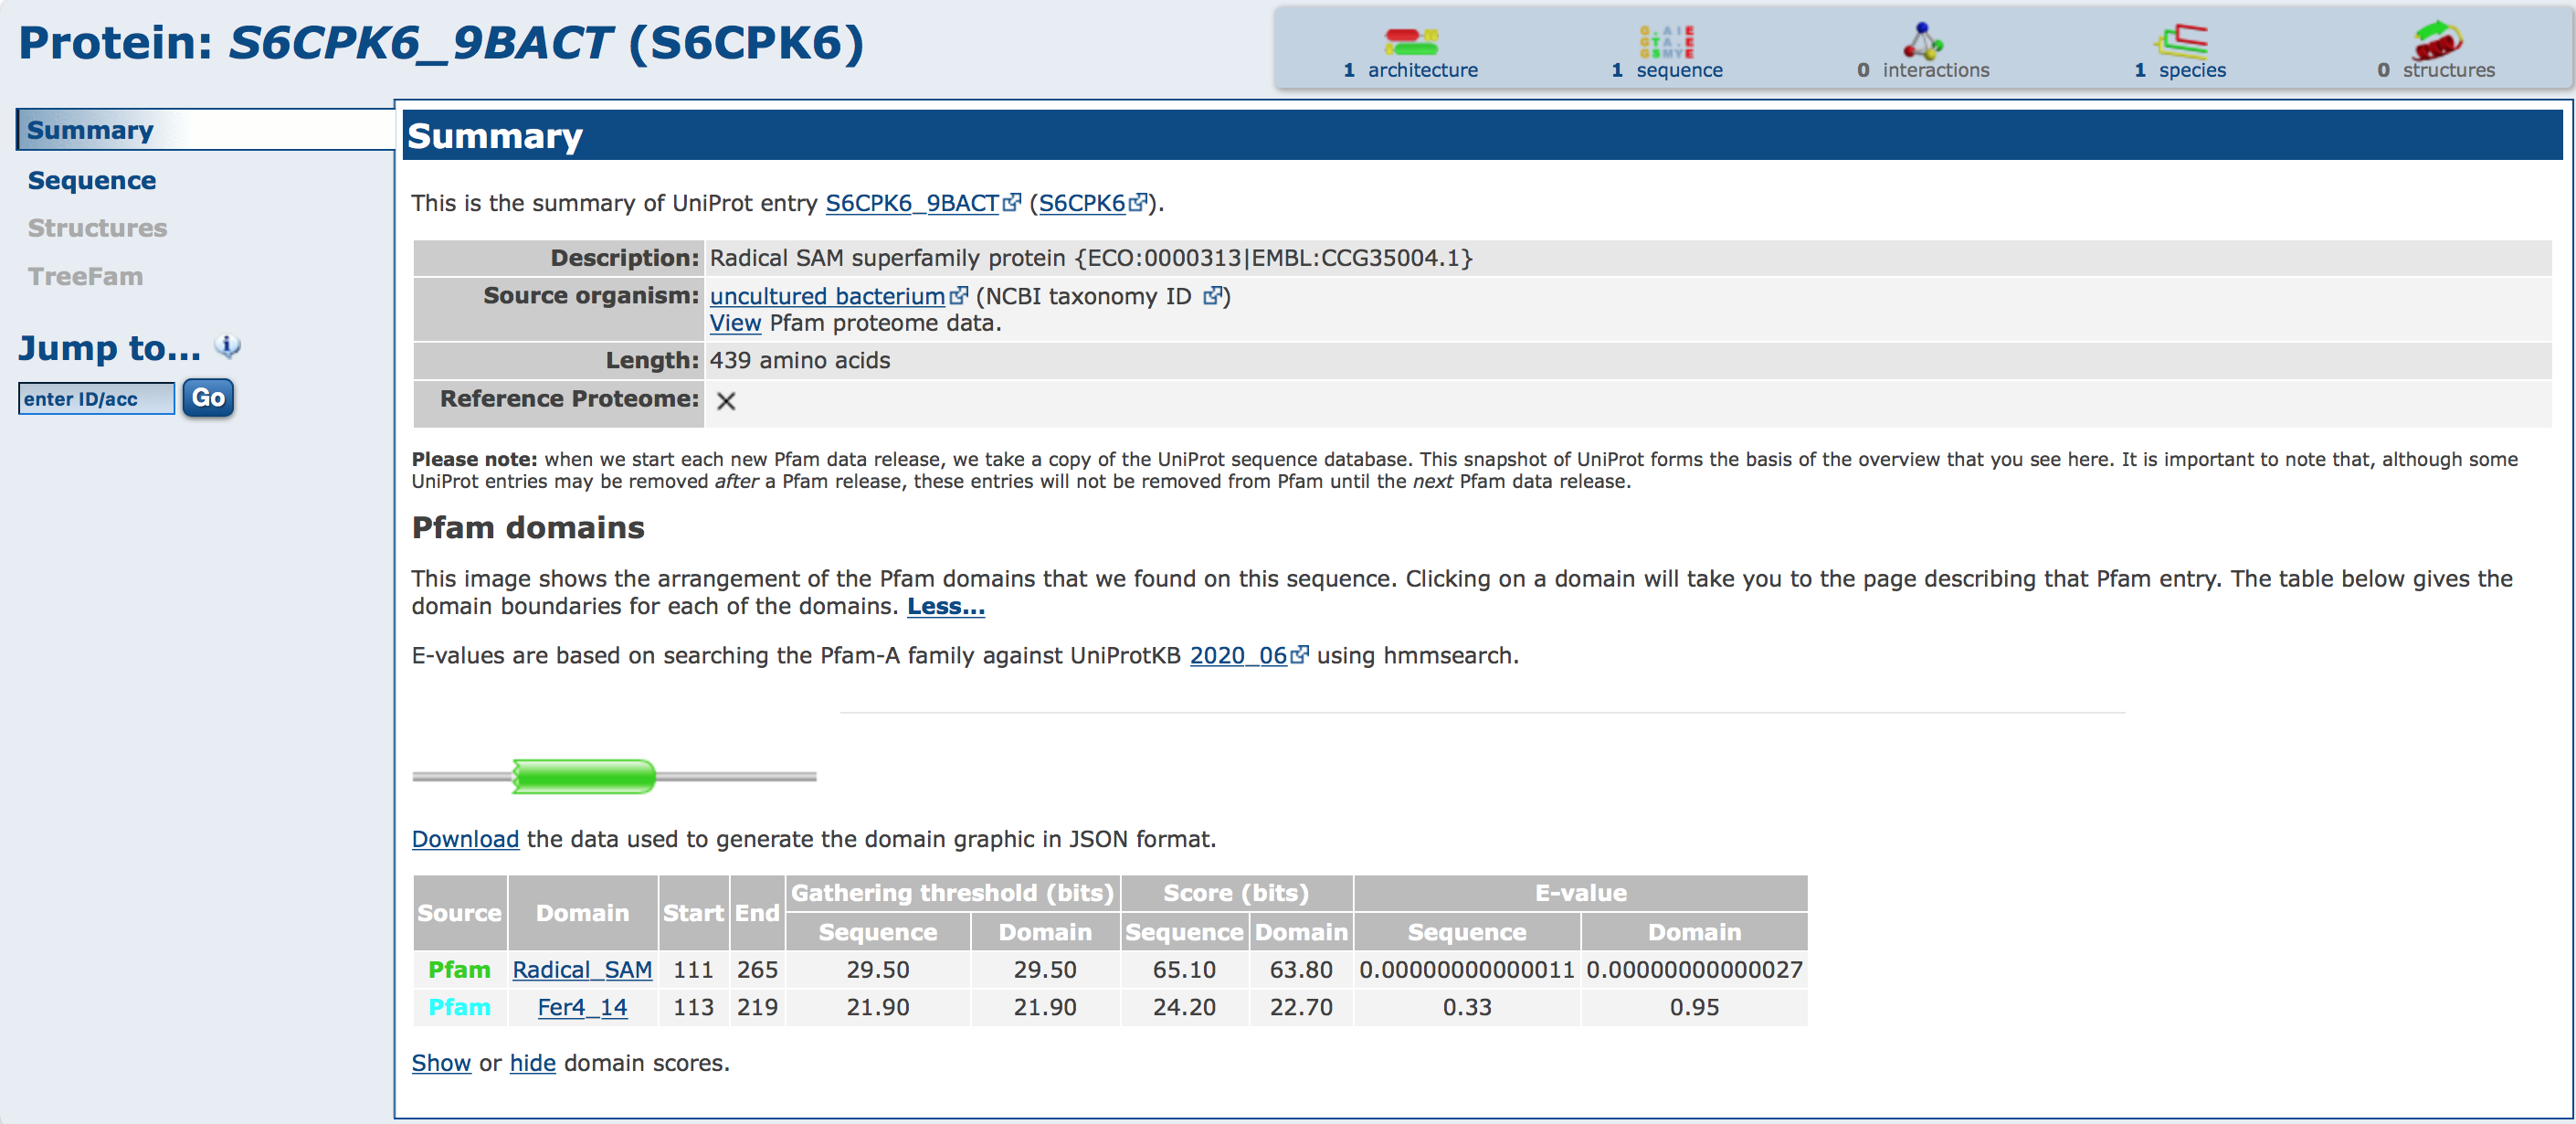 Protein: S6CPK6_9BACT (S6CPK6)
1 architecture
1 sequence
0 interactions
1 species
0 structures
Summary
Sequence
Structures
TreeFam
Jump to...
enter ID/acc Go
Summary
This is the summary of UniProt entry S6CPK6_9BACT (S6CPK6).
Description: Radical SAM superfamily protein {ECO:0000313|EMBL:CCG35004.1}
Source organism: uncultured bacterium (NCBI taxonomy ID )
View Pfam proteome data.
Length: 439 amino acids
Reference Proteome:
Please note: when we start each new Pfam data release, we take a copy of the UniProt sequence database. This snapshot of UniProt forms the basis of the overview that you see here. It is important to note that, although some
UniProt entries may be removed after a Pfam release, these entries will not be removed from Pfam until the next Pfam data release.
Pfam domains
This image shows the arrangement of the Pfam domains that we found on this sequence. Clicking on a domain will take you to the page describing that Pfam entry. The table below gives the
domain boundaries for each of the domains. Less...
E-values are based on searching the Pfam-A family against UniProtKB 2020_06 using hmmsearch.
Download the data used to generate the domain graphic in JSON format.
Source Domain Start End Gathering threshold (bits) Score (bits) E-value
Sequence Domain Sequence Domain Sequence Domain
Pfam Radical_SAM 111 265 29.50 29.50 65.10 63.80 0.00000000000011 0.00000000000027
Pfam Fer4_14 113 219 21.90 21.90 24.20 22.70 0.33 0.95
Show or hide domain scores.